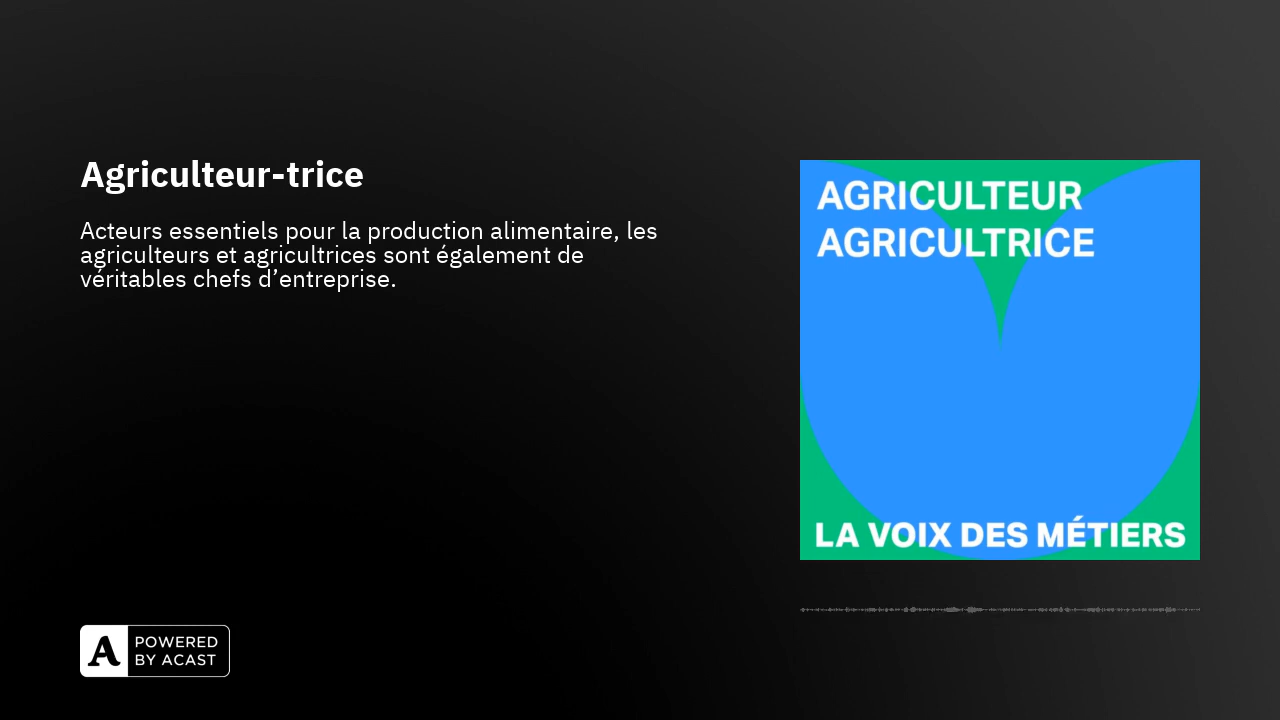 Agriculteur-trice
Acteurs essentiels pour la production alimentaire, les
agriculteurs et agricultrices sont également de
véritables chefs d’entreprise.
AGRICULTEUR
AGRICULTRICE
LA VOIX DES MÉTIERS
A
POWERED
BY ACAST